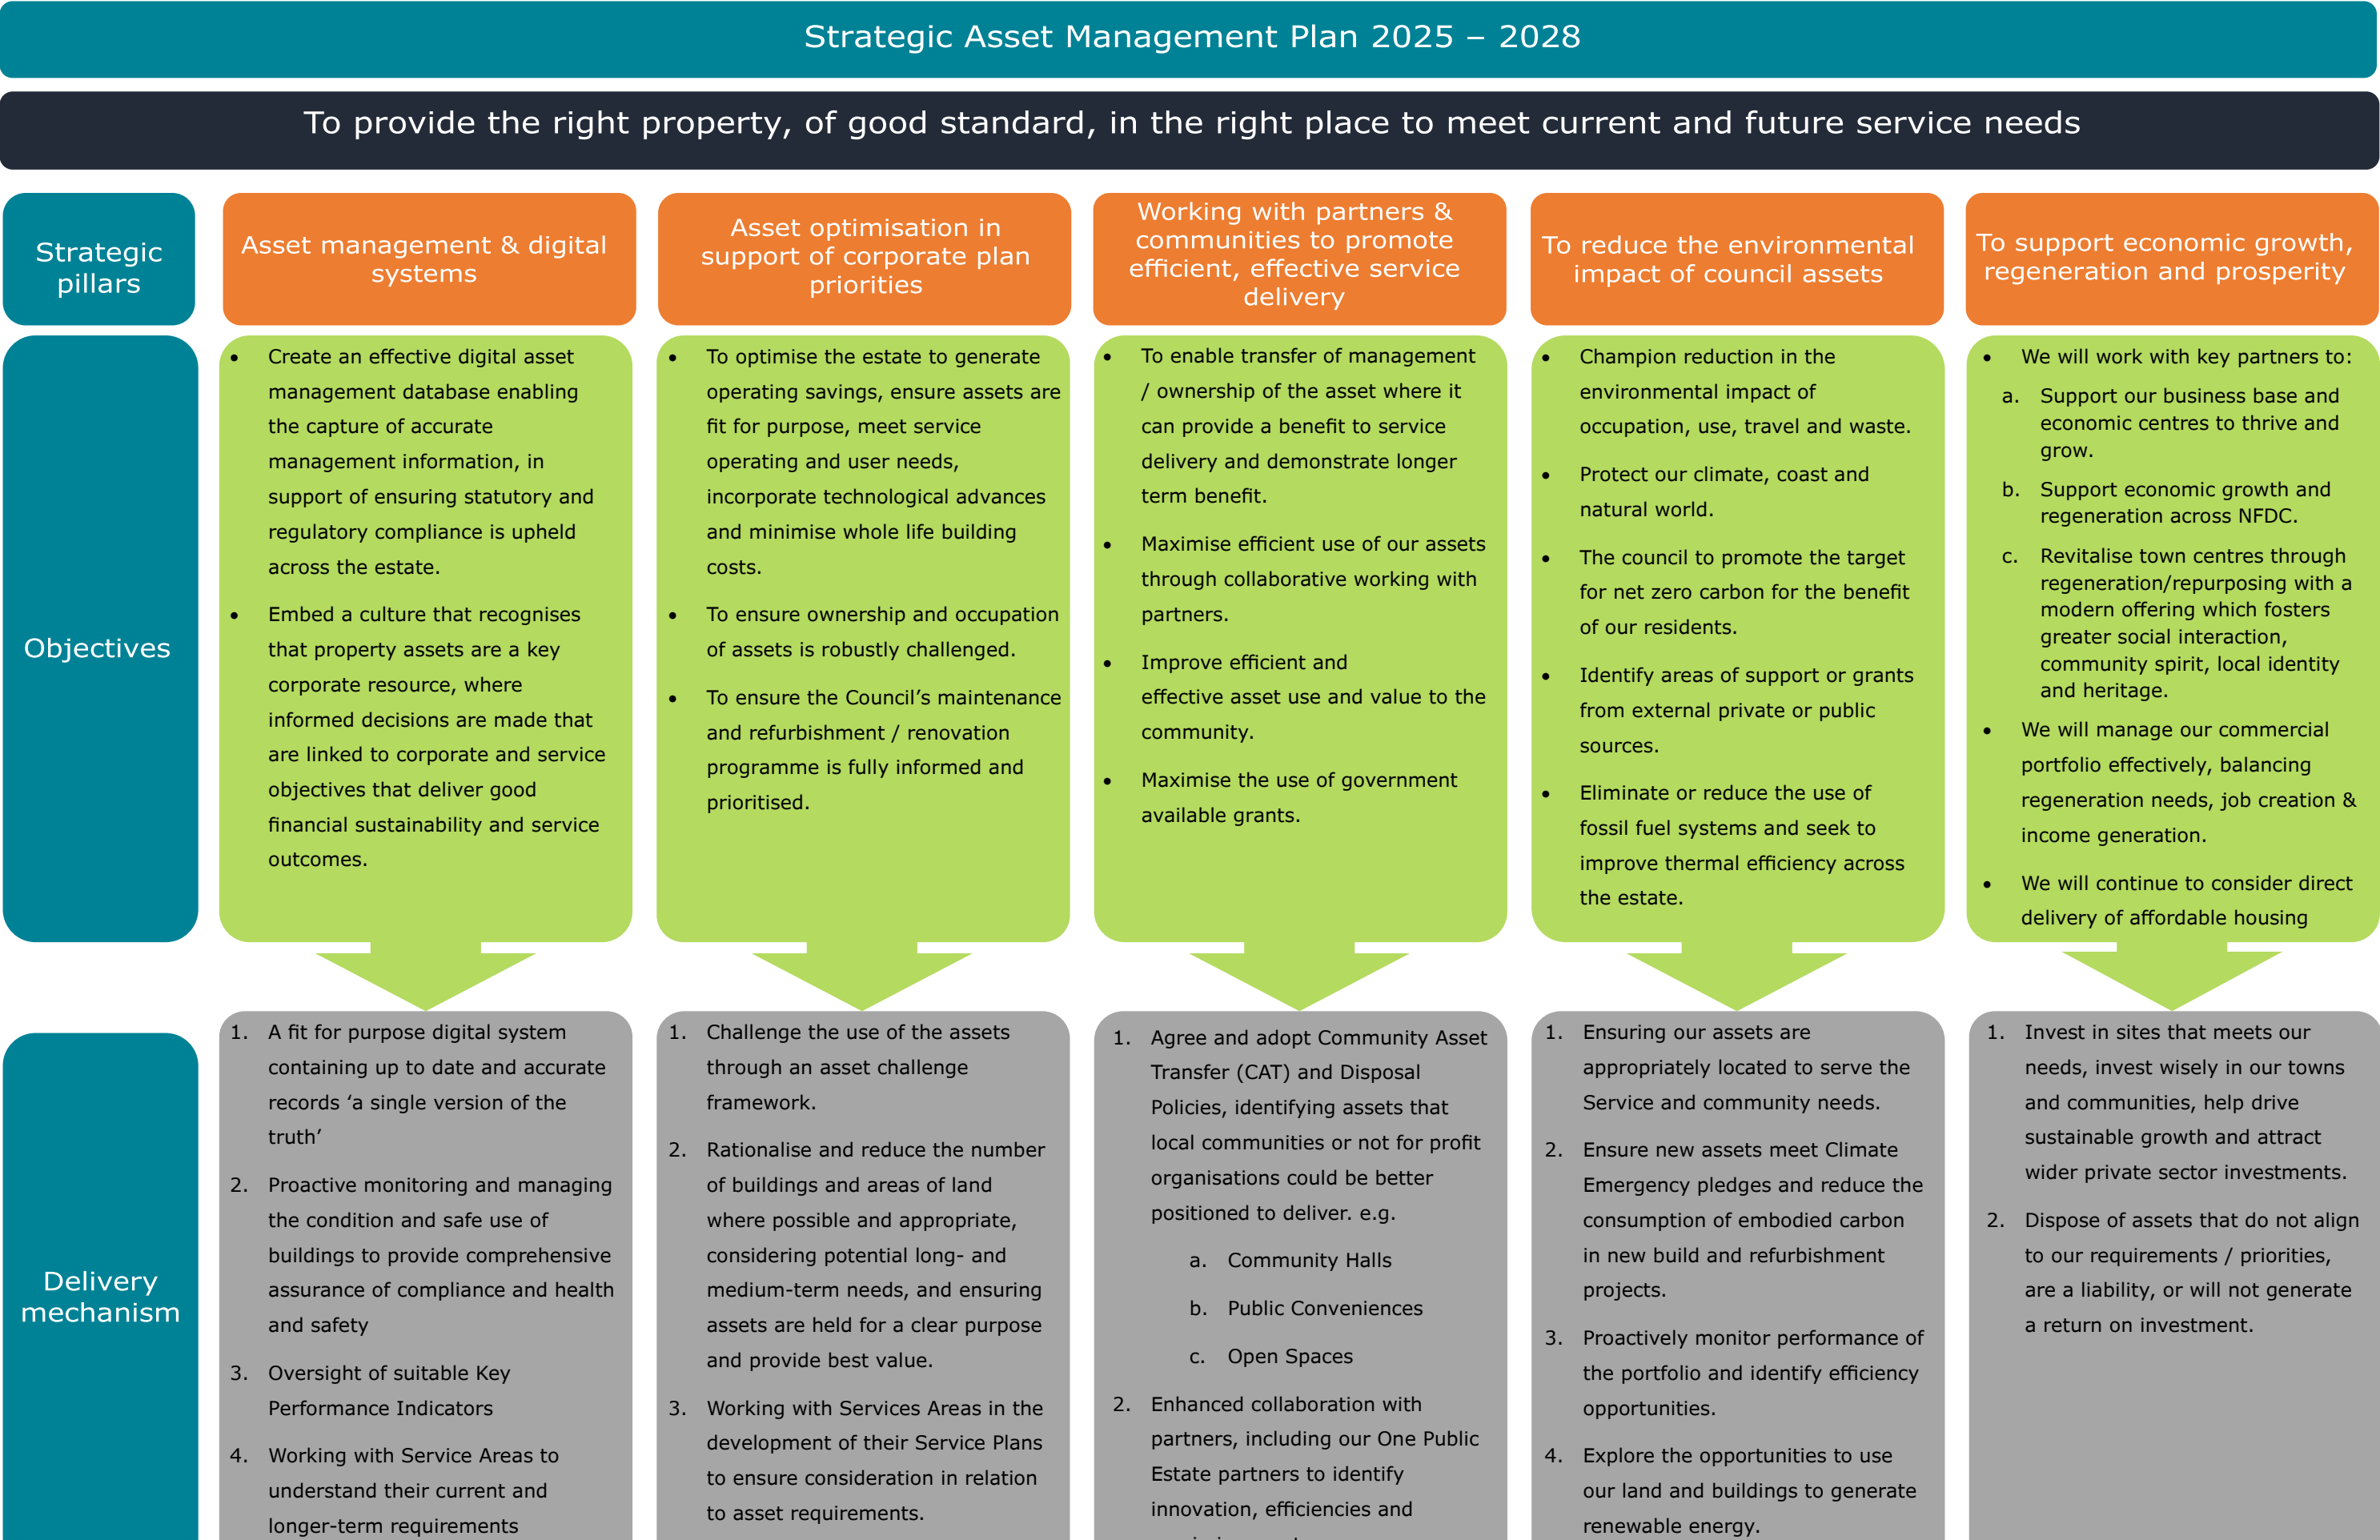 Strategic Asset Management Plan 2025 – 2028
To provide the right property, of good standard, in the right place to meet current and future service needs
Strategic
pillars
Asset management & digital
systems
Asset optimisation in
support of corporate plan
priorities
Working with partners &
communities to promote
efficient, effective service
delivery
To reduce the environmental
impact of council assets
To support economic growth,
regeneration and prosperity
Objectives
• Create an effective digital asset
management database enabling
the capture of accurate
management information, in
support of ensuring statutory and
regulatory compliance is upheld
across the estate.
• Embed a culture that recognises
that property assets are a key
corporate resource, where
informed decisions are made that
are linked to corporate and service
objectives that deliver good
financial sustainability and service
outcomes.
• To optimise the estate to generate
operating savings, ensure assets are
fit for purpose, meet service
operating and user needs,
incorporate technological advances
and minimise whole life building
costs.
• To ensure ownership and occupation
of assets is robustly challenged.
• To ensure the Council’s maintenance
and refurbishment / renovation
programme is fully informed and
prioritised.
• To enable transfer of management
/ ownership of the asset where it
can provide a benefit to service
delivery and demonstrate longer
term benefit.
• Maximise efficient use of our assets
through collaborative working with
partners.
• Improve efficient and
effective asset use and value to the
community.
• Maximise the use of government
available grants.
• Champion reduction in the
environmental impact of
occupation, use, travel and waste.
• Protect our climate, coast and
natural world.
• The council to promote the target
for net zero carbon for the benefit
of our residents.
• Identify areas of support or grants
from external private or public
sources.
• Eliminate or reduce the use of
fossil fuel systems and seek to
improve thermal efficiency across
the estate.
• We will work with key partners to:
a. Support our business base and
economic centres to thrive and
grow.
b. Support economic growth and
regeneration across NFDC.
c. Revitalise town centres through
regeneration/repurposing with a
modern offering which fosters
greater social interaction,
community spirit, local identity
and heritage.
• We will manage our commercial
portfolio effectively, balancing
regeneration needs, job creation &
income generation.
• We will continue to consider direct
delivery of affordable housing
Delivery
mechanism
1. A fit for purpose digital system
containing up to date and accurate
records ‘a single version of the
truth’
2. Proactive monitoring and managing
the condition and safe use of
buildings to provide comprehensive
assurance of compliance and health
and safety
3. Oversight of suitable Key
Performance Indicators
4. Working with Service Areas to
understand their current and
longer-term requirements
1. Challenge the use of the assets
through an asset challenge
framework.
2. Rationalise and reduce the number
of buildings and areas of land
where possible and appropriate,
considering potential long- and
medium-term needs, and ensuring
assets are held for a clear purpose
and provide best value.
3. Working with Services Areas in the
development of their Service Plans
to ensure consideration in relation
to asset requirements.
1. Agree and adopt Community Asset
Transfer (CAT) and Disposal
Policies, identifying assets that
local communities or not for profit
organisations could be better
positioned to deliver. e.g.
a. Community Halls
b. Public Conveniences
c. Open Spaces
2. Enhanced collaboration with
partners, including our One Public
Estate partners to identify
innovation, efficiencies and
1. Ensuring our assets are
appropriately located to serve the
Service and community needs.
2. Ensure new assets meet Climate
Emergency pledges and reduce the
consumption of embodied carbon
in new build and refurbishment
projects.
3. Proactively monitor performance of
the portfolio and identify efficiency
opportunities.
4. Explore the opportunities to use
our land and buildings to generate
renewable energy.
1. Invest in sites that meets our
needs, invest wisely in our towns
and communities, help drive
sustainable growth and attract
wider private sector investments.
2. Dispose of assets that do not align
to our requirements / priorities,
are a liability, or will not generate
a return on investment.